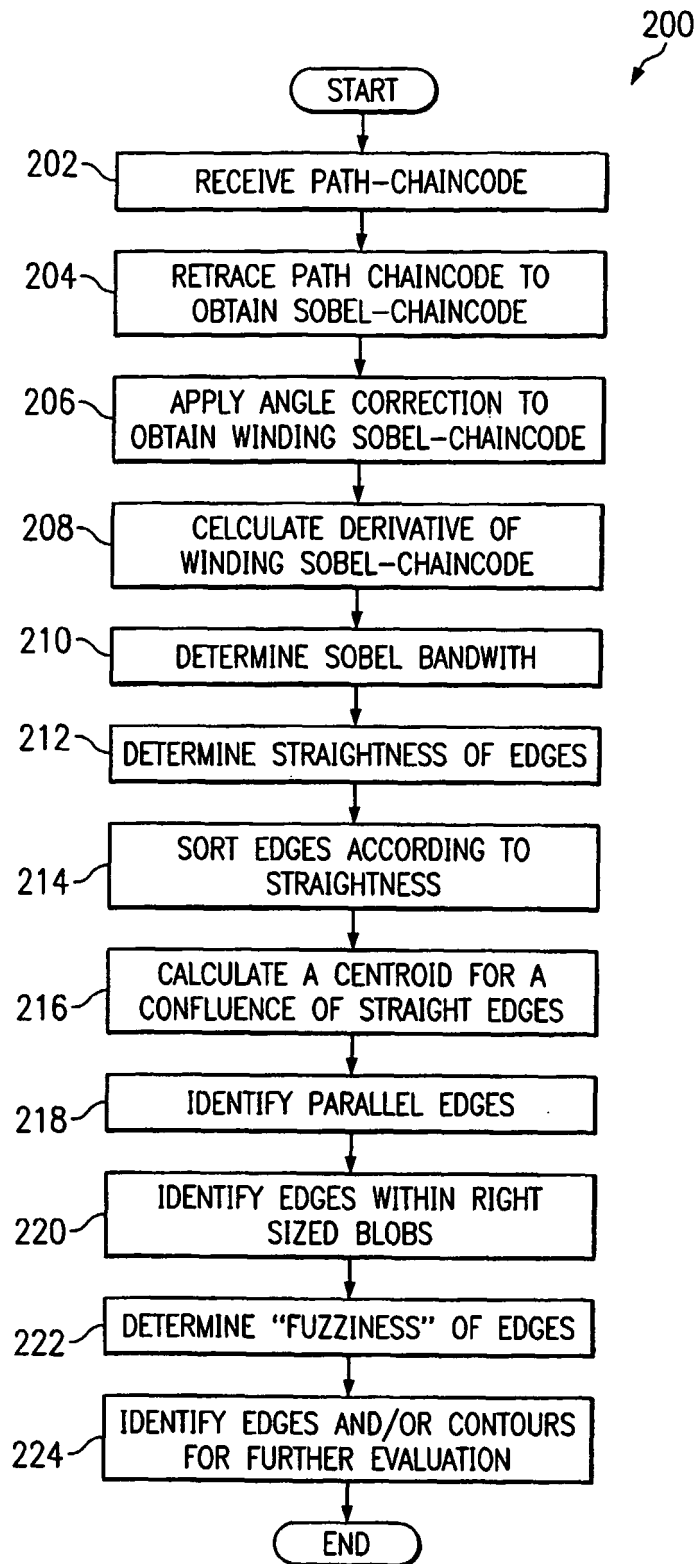 200
START
202
RECEIVE PATH-CHAINCODE
204
RETRACE PATH CHAINCODE TO
OBTAIN SOBEL-CHAINCODE
206
APPLY ANGLE CORRECTION TO
OBTAIN WINDING SOBEL-CHAINCODE
208
CELCULATE DERIVATIVE OF
WINDING SOBEL-CHAINCODE
210
DETERMINE SOBEL BANDWITH
212
DETERMINE STRAIGHTNESS OF EDGES
214
SORT EDGES ACCORDING TO
STRAIGHTNESS
216
CALCULATE A CENTROID FOR A
CONFLUENCE OF STRAIGHT EDGES
218
IDENTIFY PARALLEL EDGES
220
IDENTIFY EDGES WITHIN RIGHT
SIZED BLOBS
222
DETERMINE "FUZZINESS" OF EDGES
224
IDENTIFY EDGES AND/OR CONTOURS
FOR FURTHER EVALUATION
END